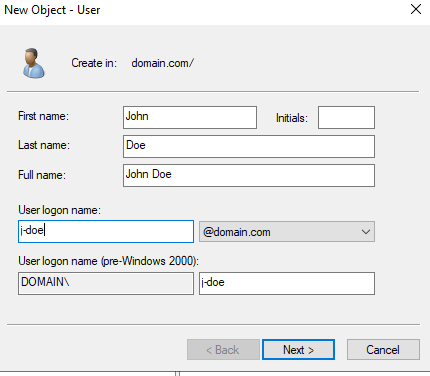 New Object - User
Create in: domain.com/
First name: John Initials:
Last name: Doe
Full name: John Doe
User logon name:
j-doe @domain.com
User logon name (pre-Windows 2000):
DOMAIN\ j-doe
< Back Next > Cancel